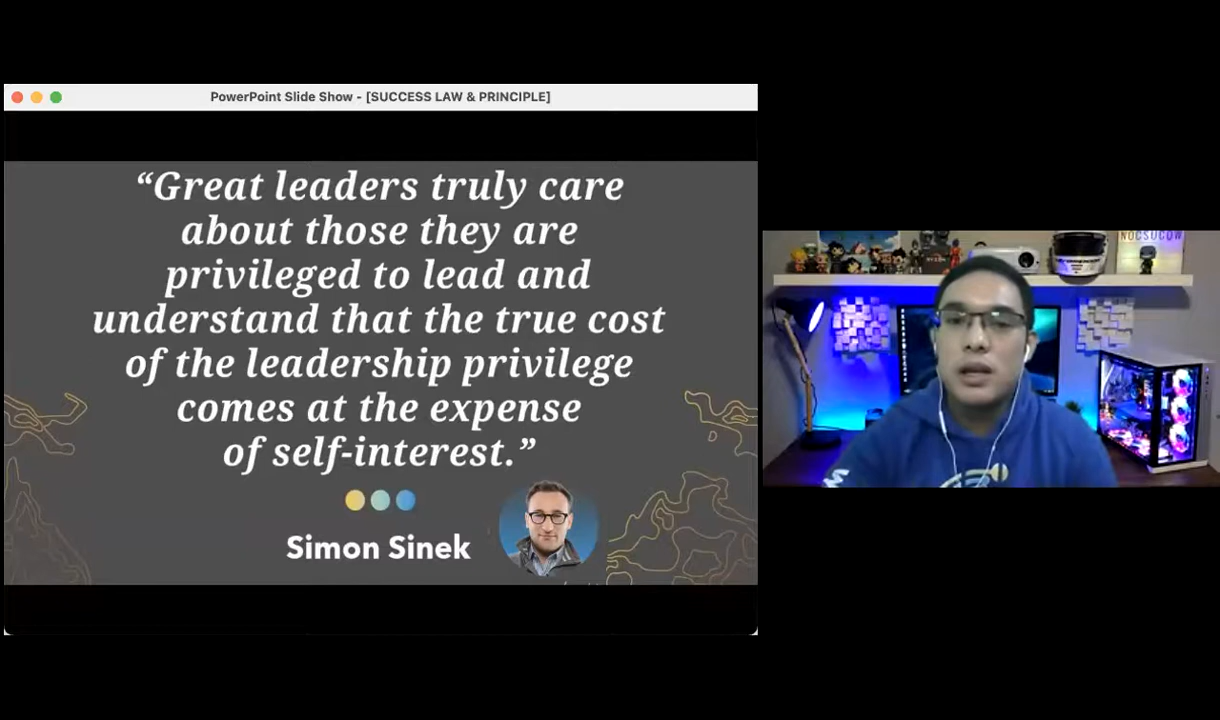 PowerPoint Slide Show - [SUCCESS LAW & PRINCIPLE]
“Great leaders truly care
about those they are
privileged to lead and
understand that the true cost
of the leadership privilege
comes at the expense
of self-interest.”
Simon Sinek